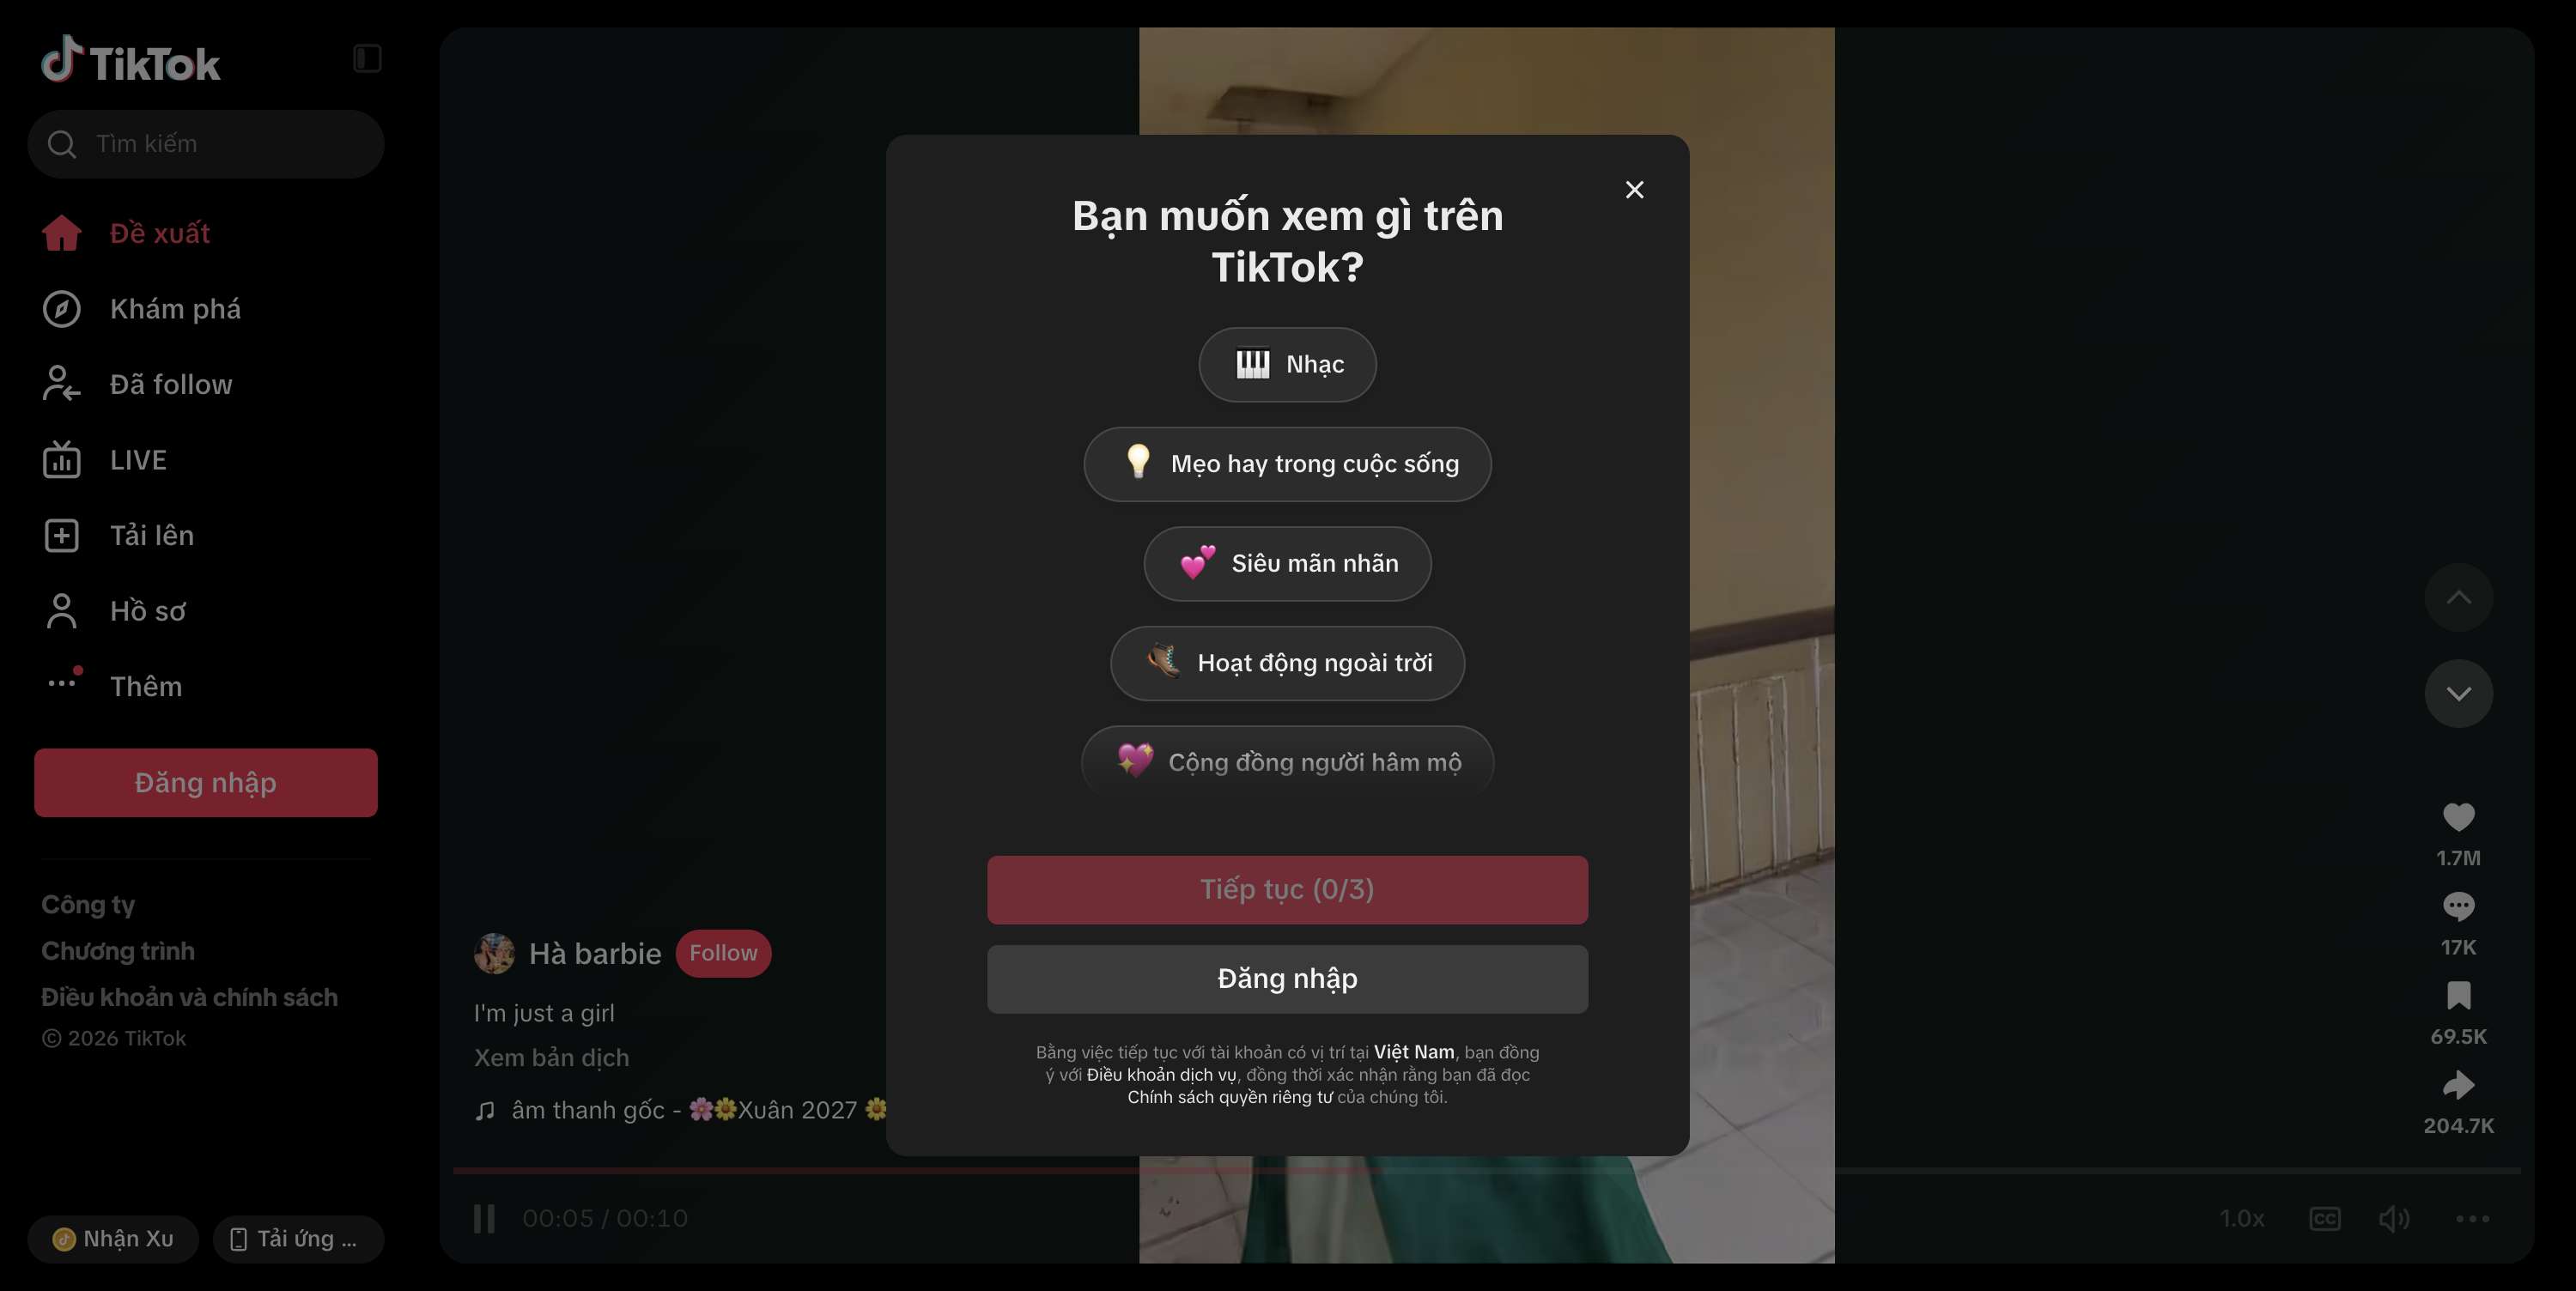 TikTok
Tìm kiếm
Đề xuất
Khám phá
Đã follow
LIVE
Tải lên
Hồ sơ
Thêm
Đăng nhập
Công ty
Chương trình
Điều khoản và chính sách
© 2026 TikTok
Nhận Xu
Tải ứng ...
Bạn muốn xem gì trên
TikTok?
Nhạc
Mẹo hay trong cuộc sống
Siêu mãn nhãn
Hoạt động ngoài trời
Cộng đồng người hâm mộ
Tiếp tục (0/3)
Đăng nhập
Bằng việc tiếp tục với tài khoản có vị trí tại Việt Nam, bạn đồng
ý với Điều khoản dịch vụ, đồng thời xác nhận rằng bạn đã đọc
Chính sách quyền riêng tư của chúng tôi.
Hà barbie Follow
I'm just a girl
Xem bản dịch
âm thanh gốc - 🌸🌼Xuân 2027 🌼
00:05 / 00:10
1.7M
17K
69.5K
204.7K
1.0x
CC